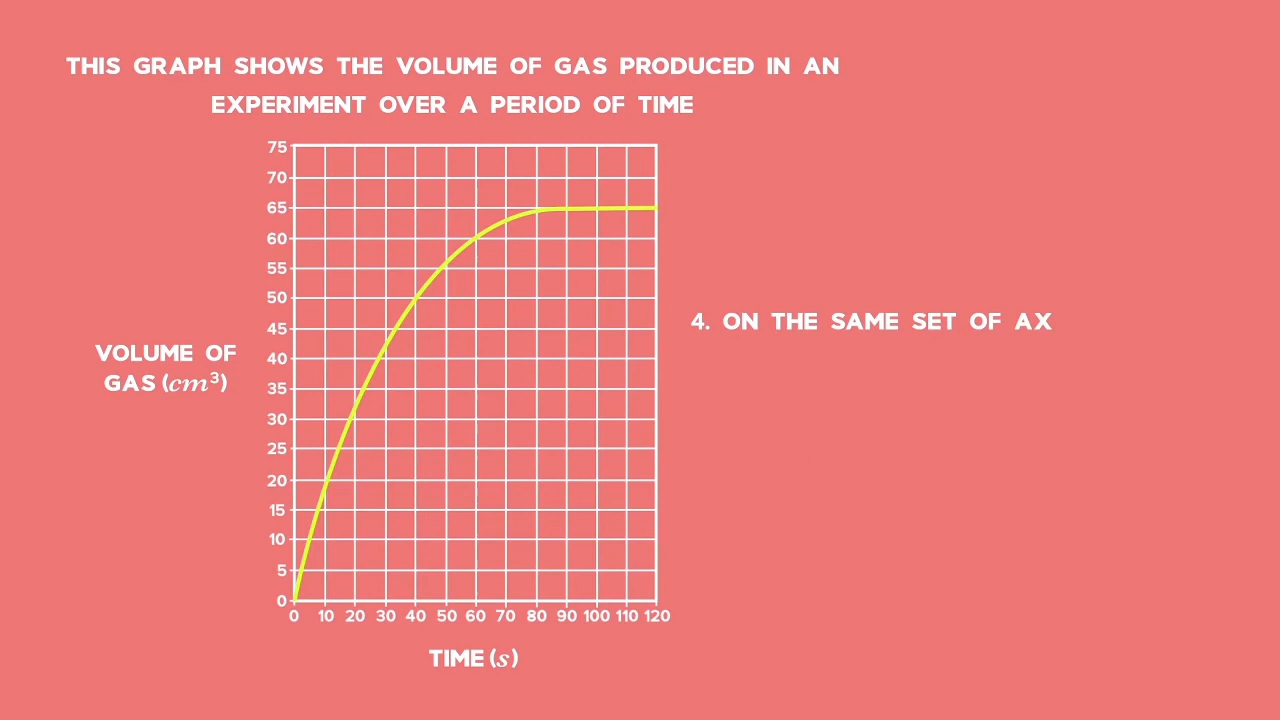 THIS GRAPH SHOWS THE VOLUME OF GAS PRODUCED IN AN
EXPERIMENT OVER A PERIOD OF TIME
75
70
65
60
55
50
45
40
35
30
25
20
15
10
5
0
VOLUME OF
GAS (cm³)
0 10 20 30 40 50 60 70 80 90 100 110 120
TIME (s)
4. ON THE SAME SET OF AX